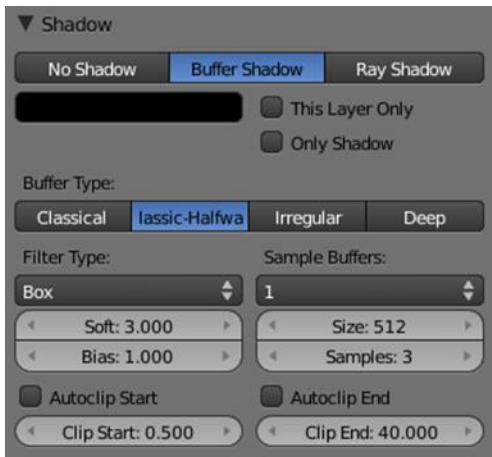 Shadow
No Shadow Buffer Shadow Ray Shadow
This Layer Only
Only Shadow
Buffer Type:
Classical lassic-Halfwa Irregular Deep
Filter Type: Sample Buffers:
Box 1
Soft: 3.000 Size: 512
Bias: 1.000 Samples: 3
Autoclip Start Autoclip End
Clip Start: 0.500 Clip End: 40.000